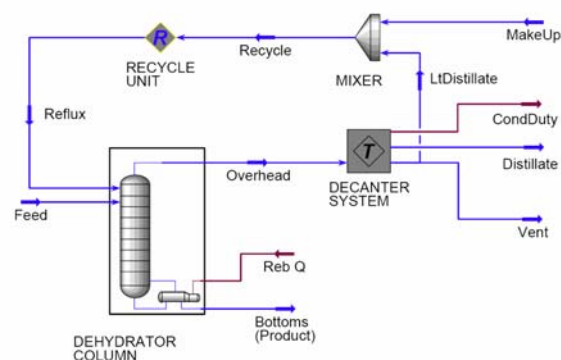 MakeUp
R
Recycle
RECYCLE
UNIT
MIXER
LtDistillate
CondDuty
Reflux
T
Distillate
Overhead
DECANTER
SYSTEM
Feed
Vent
Reb Q
Bottoms
(Product)
DEHYDRATOR
COLUMN